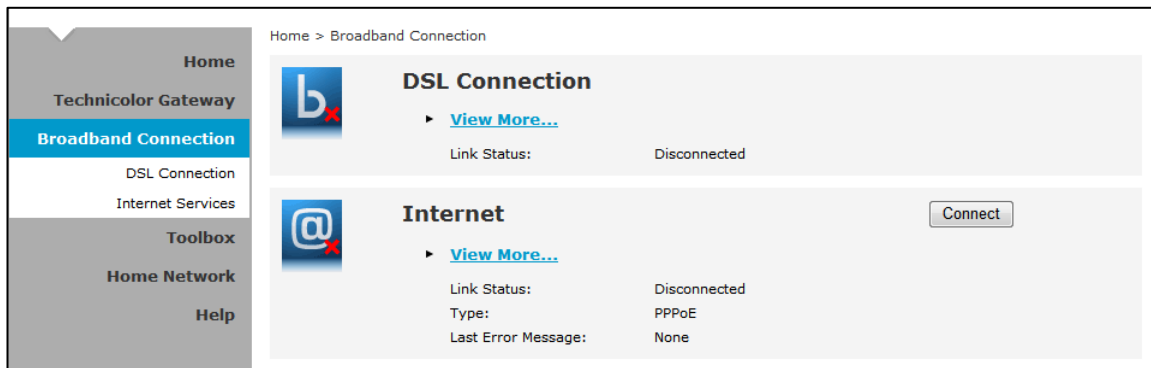 Home > Broadband Connection
Home
Technicolor Gateway
Broadband Connection
DSL Connection
Internet Services
Toolbox
Home Network
Help
DSL Connection
View More...
Link Status: Disconnected
Internet Connect
View More...
Link Status: Disconnected
Type: PPPoE
Last Error Message: None